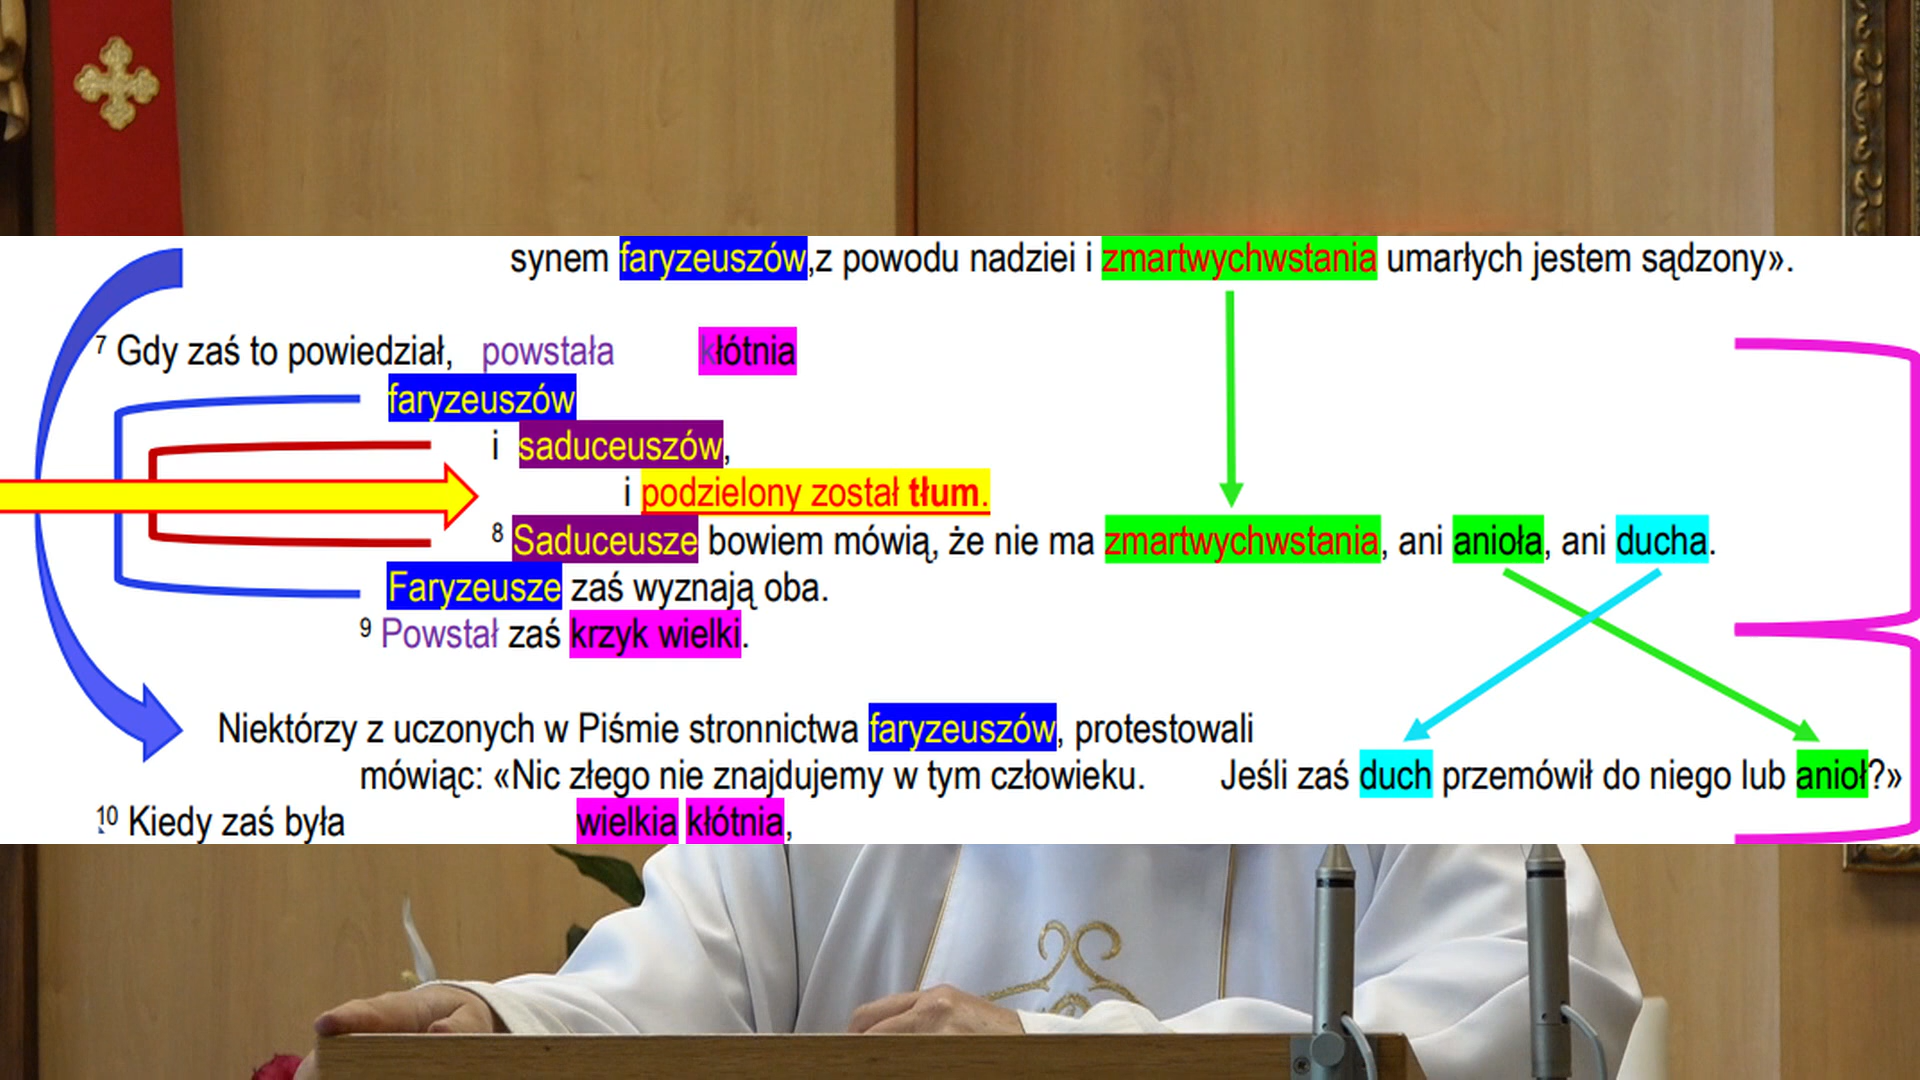 synem faryzeuszów,z powodu nadziei i zmartwychwstania umarłych jestem sądzony».
7 Gdy zaś to powiedział, powstała kłótnia
faryzeuszów
i saduceuszów,
i podzielony został tłum.
8 Saduceusze bowiem mówią, że nie ma zmartwychwstania, ani anioła, ani ducha.
Faryzeusze zaś wyznają oba.
9 Powstał zaś krzyk wielki.
Niektórzy z uczonych w Piśmie stronnictwa faryzeuszów, protestowali
mówiąc: «Nic złego nie znajdujemy w tym człowieku. Jeśli zaś duch przemówił do niego lub anioł?»
10 Kiedy zaś była wielkia kłótnia,